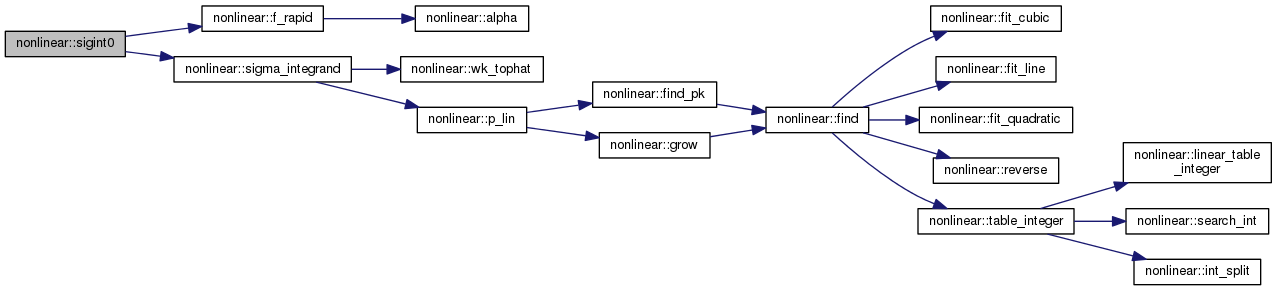 nonlinear::sigint0
nonlinear::f_rapid
nonlinear::alpha
nonlinear::sigma_integrand
nonlinear::wk_tophat
nonlinear::p_lin
nonlinear::find_pk
nonlinear::grow
nonlinear::find
nonlinear::fit_cubic
nonlinear::fit_line
nonlinear::fit_quadratic
nonlinear::reverse
nonlinear::table_integer
nonlinear::linear_table
_integer
nonlinear::search_int
nonlinear::int_split